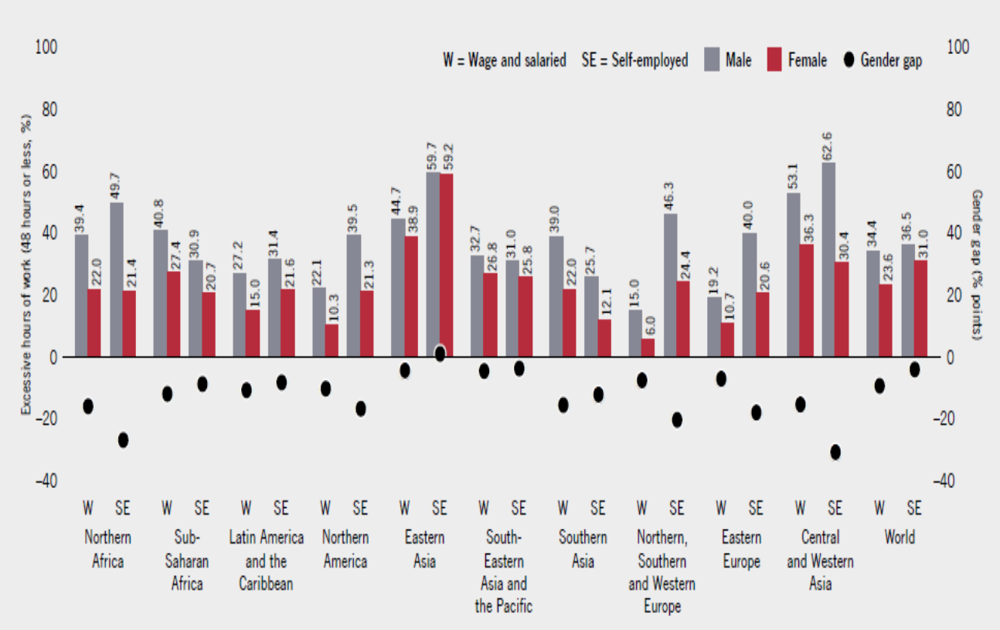 100
80
60
40
20
0
–20
–40
Excessive hours of work (48 hours or less, %)
W = Wage and salaried SE = Self-employed Male Female Gender gap
39.4 22.0 49.7 21.4
40.8 27.4 30.9 20.7
27.2 15.0 31.4 21.6
22.1 10.3 39.5 21.3
44.7 38.9 59.7 59.2
32.7 26.8 31.0 25.8
39.0 22.0 25.7 12.1
15.0 6.0 46.3 24.4
19.2 10.7 40.0 20.6
53.1 36.3 62.6 30.4
34.4 23.6 36.5 31.0
100
80
60
40
20
0
–20
–40
Gender gap (% points)
W SE W SE W SE W SE W SE W SE W SE W SE W SE W SE W SE
Northern
Africa
Sub-
Saharan
Africa
Latin America
and the
Caribbean
Northern
America
Eastern
Asia
South-
Eastern
Asia and
the Pacific
Southern
Asia
Northern,
Southern
and Western
Europe
Eastern
Europe
Central
and Western
Asia
World